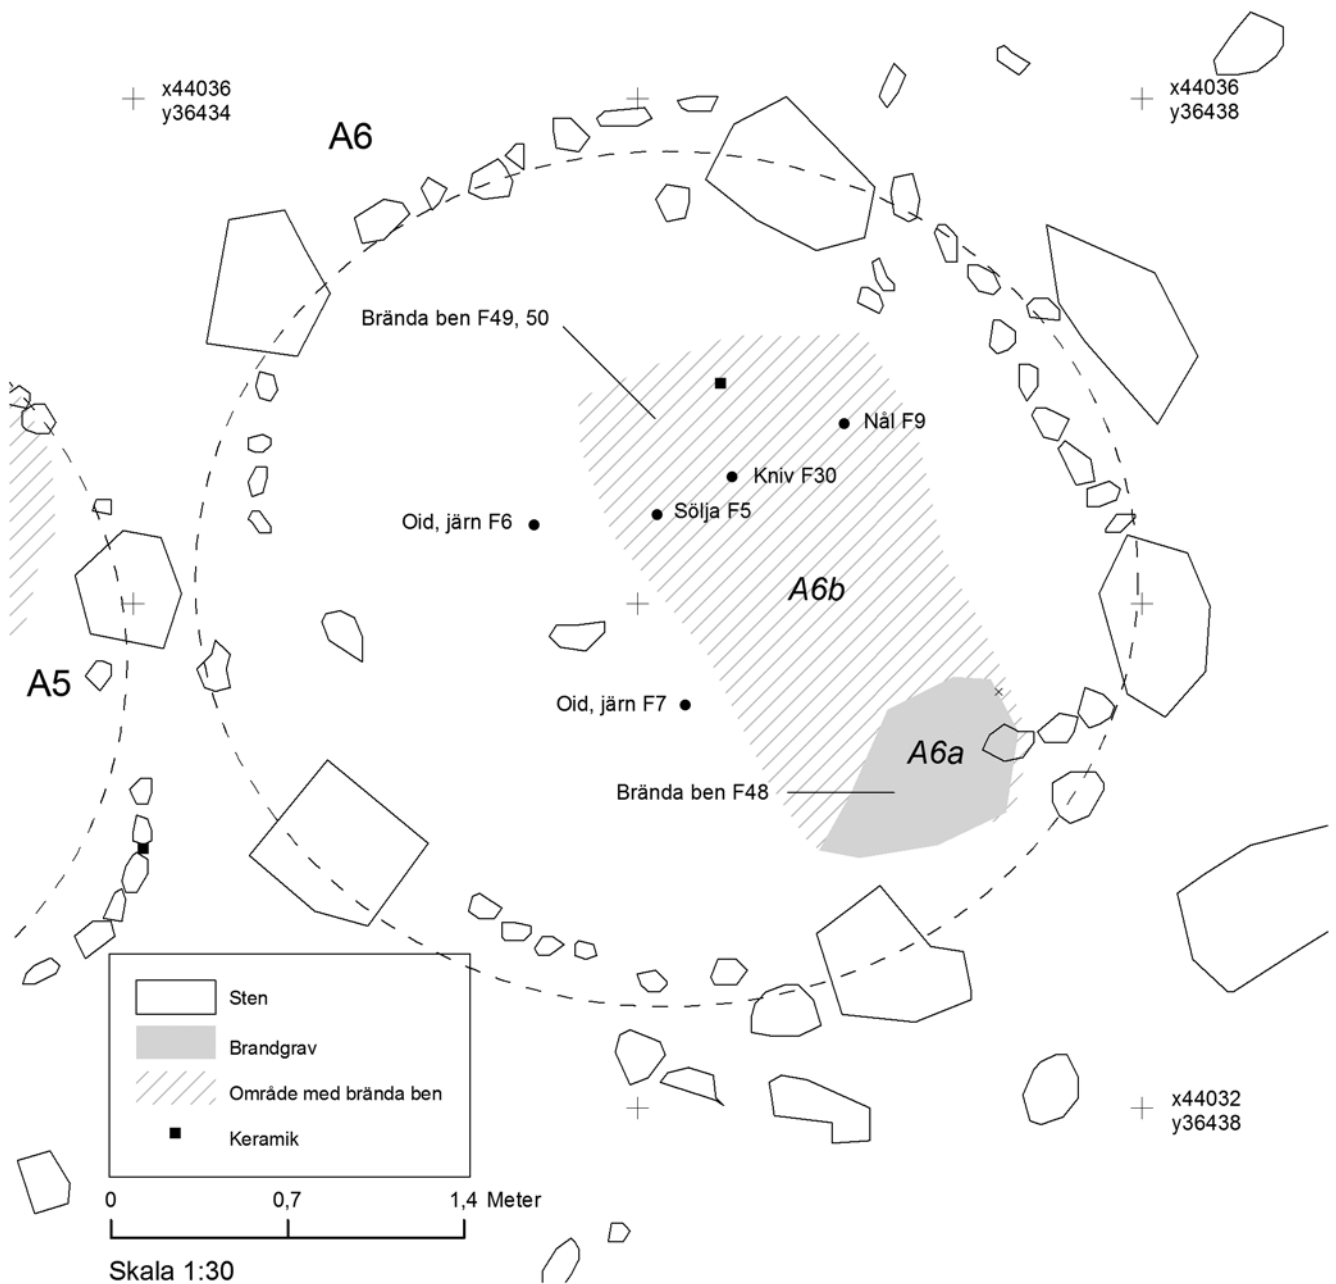 x44036
y36434
x44036
y36438
A6
Brända ben F49, 50
Nål F9
Kniv F30
Sölja F5
Oid, järn F6
A6b
A5
Oid, järn F7
A6a
Brända ben F48
Sten
Brandgrav
Område med brända ben
Keramik
x44032
y36438
0 0,7 1,4 Meter
Skala 1:30